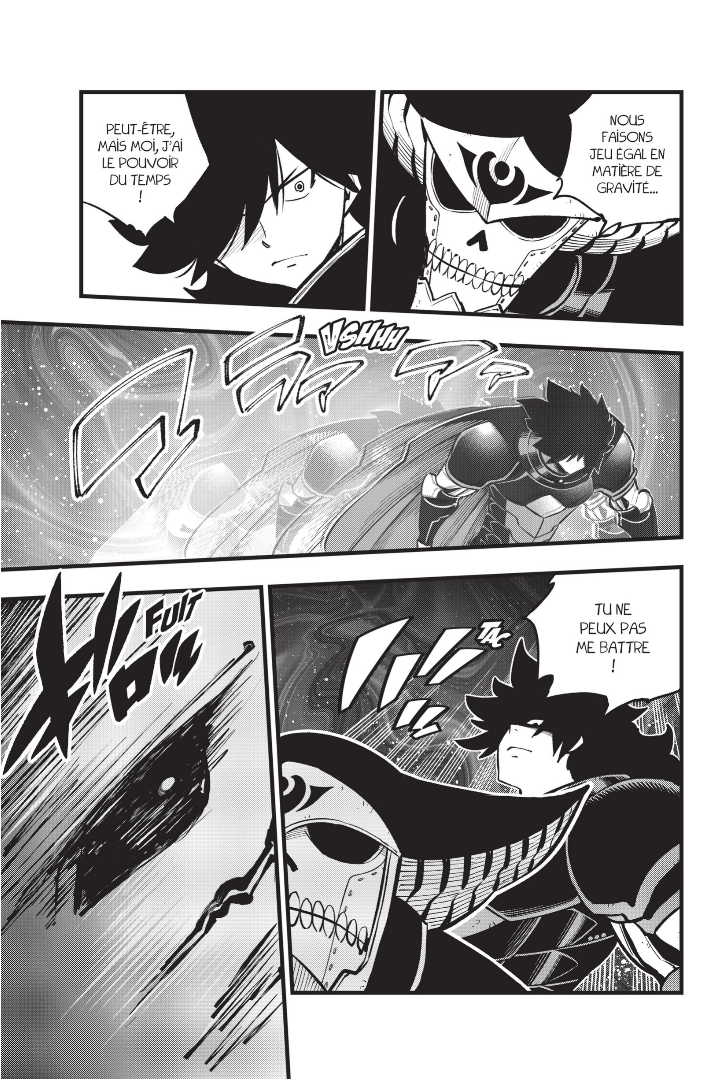 NOUS
FAISONS
JEU ÉGAL EN
MATIÈRE DE
GRAVITÉ...
PEUT-ÊTRE,
MAIS MOI, J'AI
LE POUVOIR
DU TEMPS
!
VSHHH
TU NE
PEUX PAS
ME BATTRE
!
TAC
FUIT